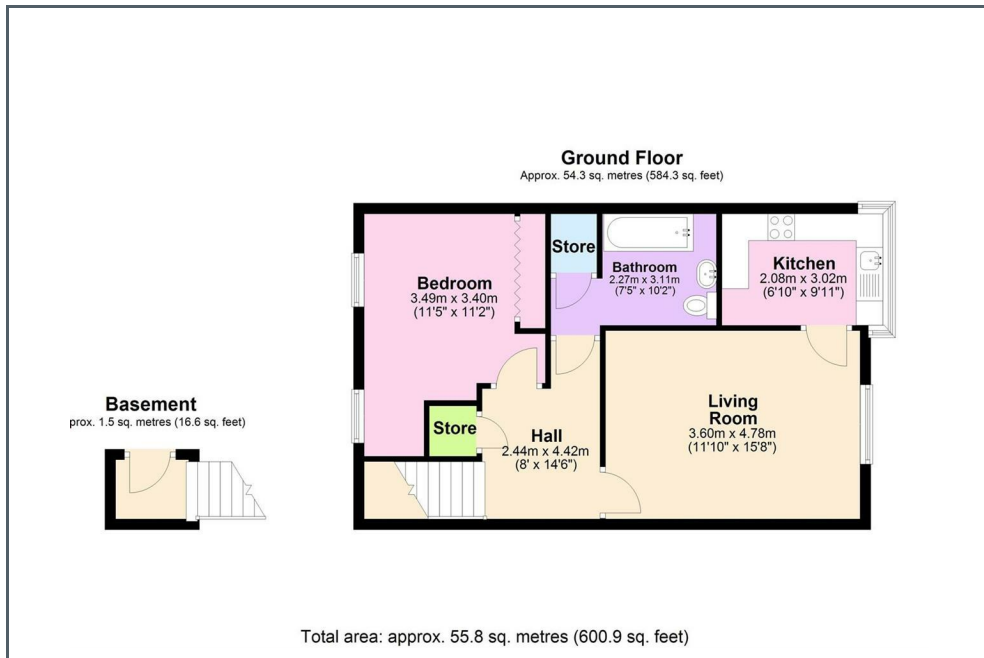 Ground Floor
Approx. 54.3 sq. metres (584.3 sq. feet)
Store
Bedroom
3.49m x 3.40m
(11'5" x 11'2")
Bathroom
2.27m x 3.11m
(7'5" x 10'2")
Kitchen
2.08m x 3.02m
(6'10" x 9'11")
Basement
prox. 1.5 sq. metres (16.6 sq. feet)
Store
Hall
2.44m x 4.42m
(8' x 14'6")
Living
Room
3.60m x 4.78m
(11'10" x 15'8")
Total area: approx. 55.8 sq. metres (600.9 sq. feet)